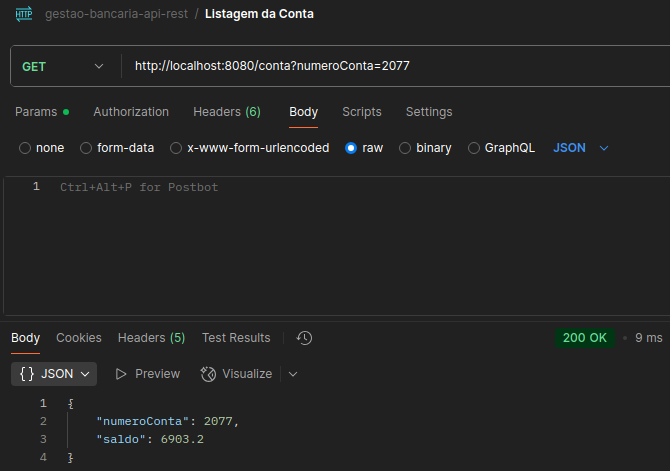 HTTP gestao-bancaria-api-rest / Listagem da Conta
GET http://localhost:8080/conta?numeroConta=2077
Params Authorization Headers (6) Body Scripts Settings
none form-data x-www-form-urlencoded raw binary GraphQL JSON
1 Ctrl+Alt+P for Postbot
Body Cookies Headers (5) Test Results 200 OK • 9 ms
{} JSON Preview Visualize
1 {
2 "numeroConta": 2077,
3 "saldo": 6903.2
4 }